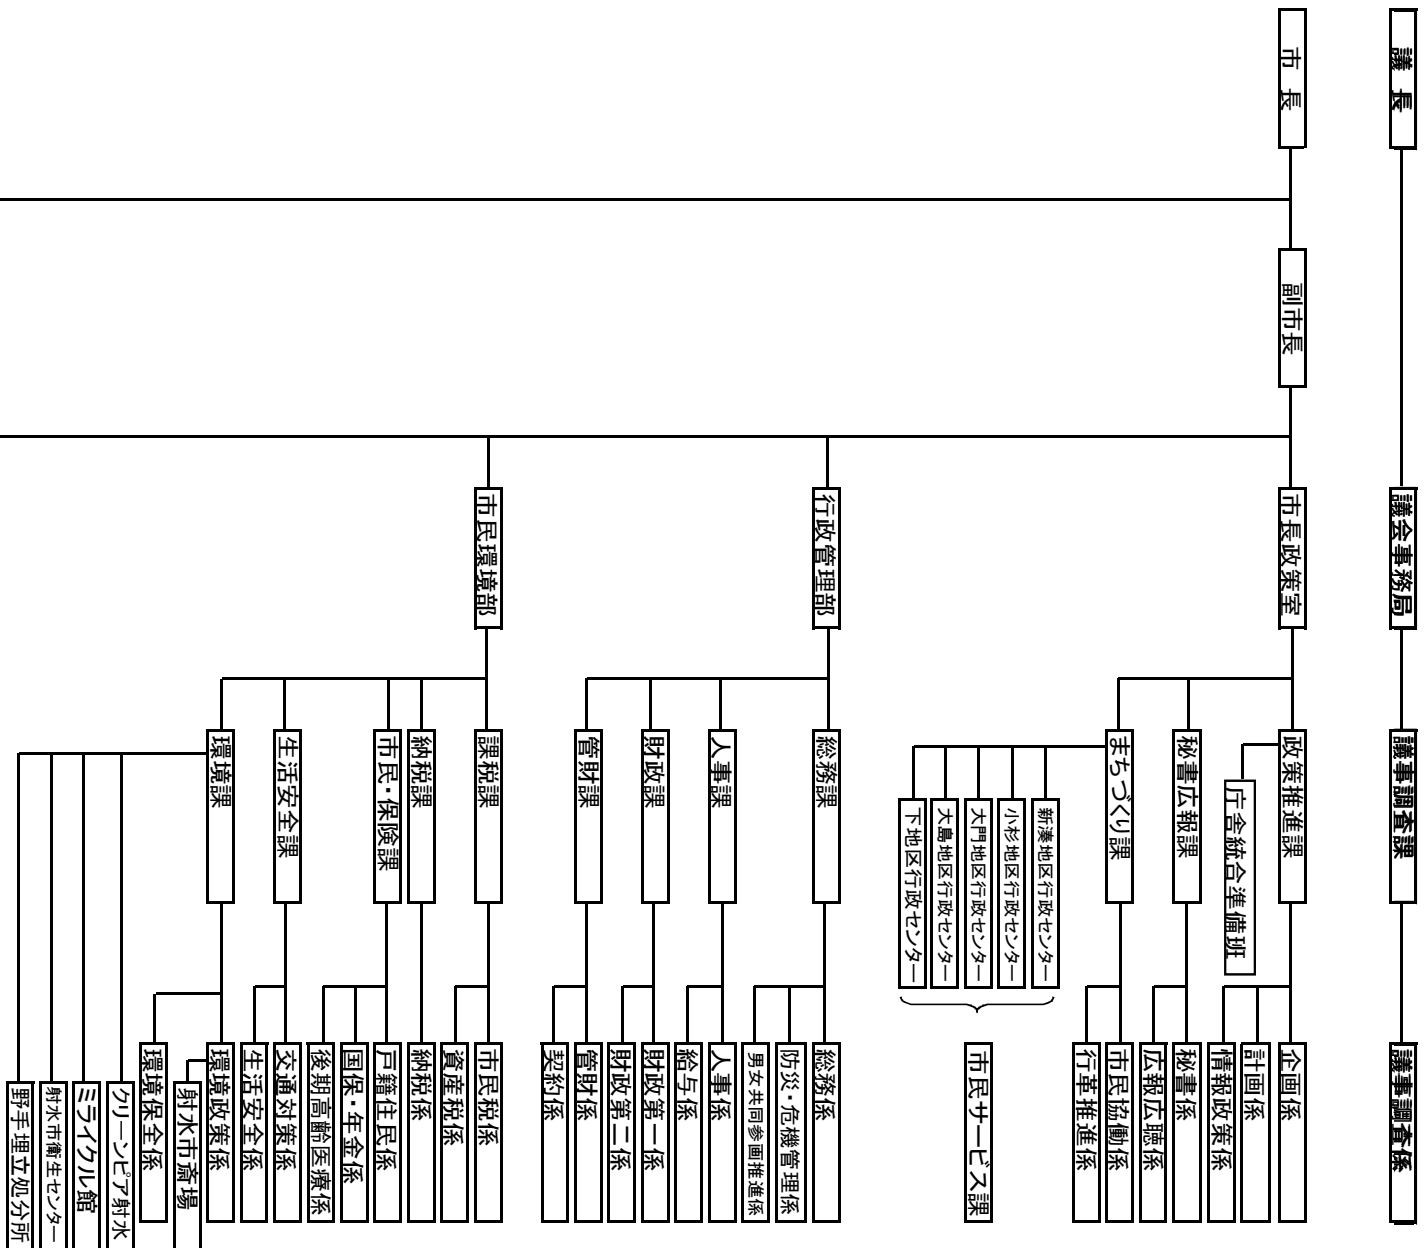 議長
議会事務局
議事調査課
議事調査係
市長
副市長
市長政策室
政策推進課
庁舎統合準備班
企画係
計画係
情報政策係
秘書広報課
秘書係
広報広聴係
まちづくり課
新湊地区行政センター
小杉地区行政センター
大門地区行政センター
大島地区行政センター
下地区行政センター
市民協働係
行革推進係
市民サービス課
行政管理部
総務課
総務係
防災・危機管理係
男女共同参画推進係
人事課
人事係
給与係
財政課
財政第一係
財政第二係
管財課
管財係
契約係
市民環境部
課税課
市民税係
資産税係
納税課
納税係
市民・保険課
戸籍住民係
国保・年金係
後期高齢医療係
生活安全課
交通対策係
生活安全係
環境課
環境政策係
射水市斎場
環境保全係
クリーンピア射水
ミライクル館
射水市衛生センター
野手埋立処分所